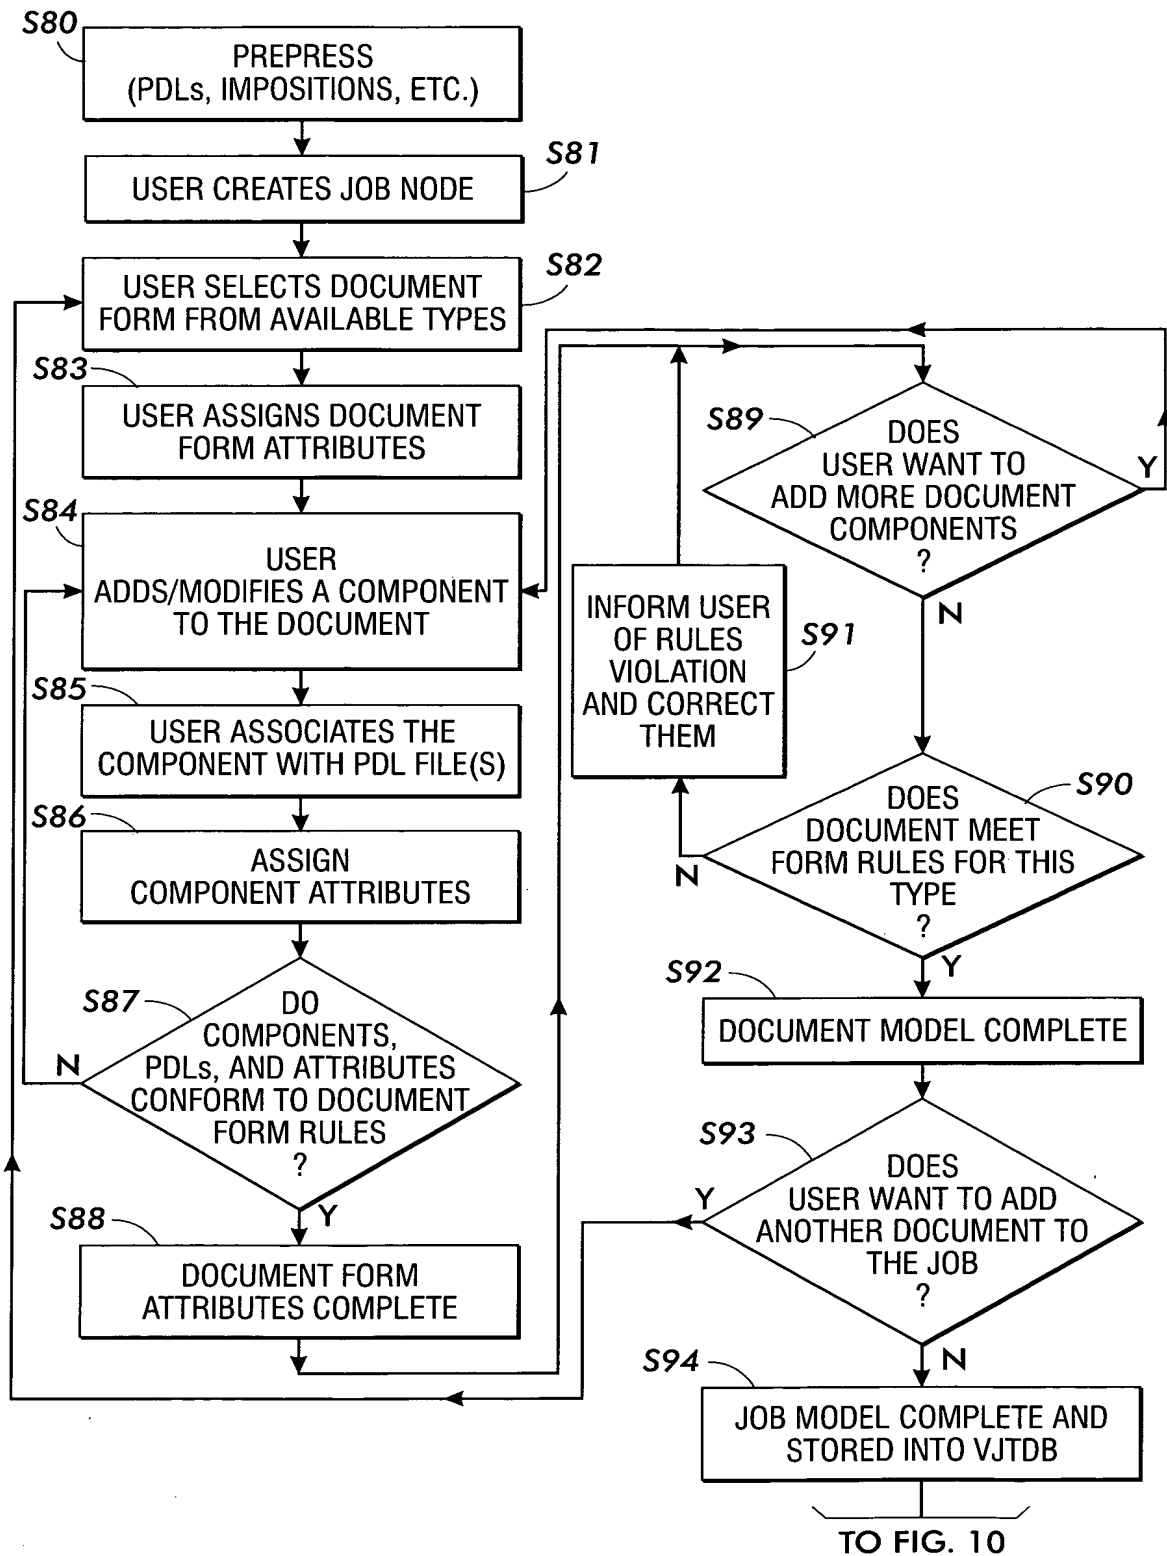 S80
PREPRESS
(PDLs, IMPOSITIONS, ETC.)
S81
USER CREATES JOB NODE
S82
USER SELECTS DOCUMENT
FORM FROM AVAILABLE TYPES
S83
USER ASSIGNS DOCUMENT
FORM ATTRIBUTES
S84
USER
ADDS/MODIFIES A COMPONENT
TO THE DOCUMENT
S85
USER ASSOCIATES THE
COMPONENT WITH PDL FILE(S)
S86
ASSIGN
COMPONENT ATTRIBUTES
S87
DO
COMPONENTS,
PDLs, AND ATTRIBUTES
CONFORM TO DOCUMENT
FORM RULES
?
N
Y
S88
DOCUMENT FORM
ATTRIBUTES COMPLETE
S89
DOES
USER WANT TO
ADD MORE DOCUMENT
COMPONENTS
?
Y
N
S91
INFORM USER
OF RULES
VIOLATION
AND CORRECT
THEM
S90
DOES
DOCUMENT MEET
FORM RULES FOR THIS
TYPE
?
N
Y
S92
DOCUMENT MODEL COMPLETE
S93
DOES
USER WANT TO ADD
ANOTHER DOCUMENT TO
THE JOB
?
Y
N
S94
JOB MODEL COMPLETE AND
STORED INTO VJTDB
TO FIG. 10